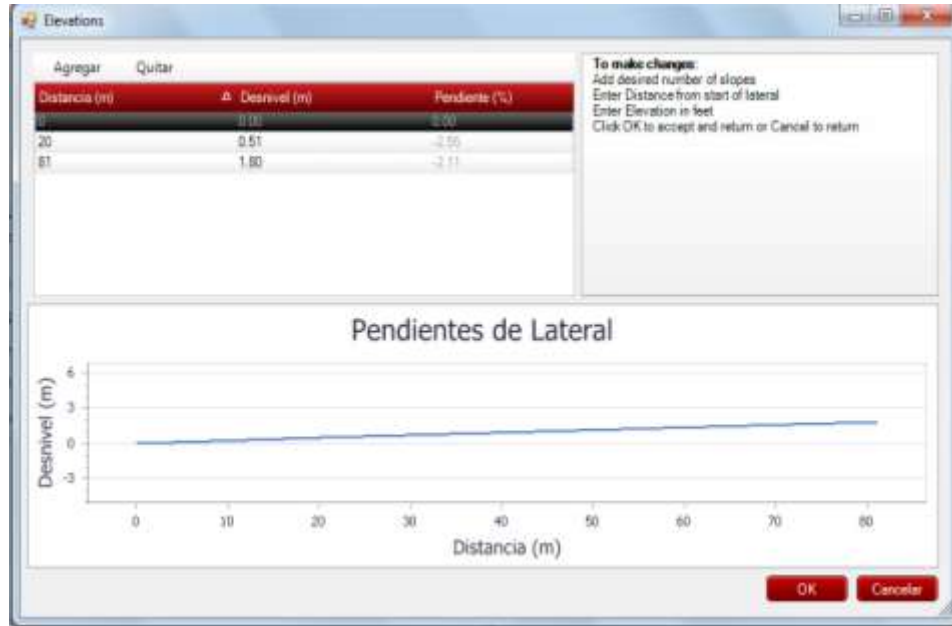 Elevations
Agregar Quitar
Distancia (m) Desnivel (m) Pendiente (%)
0 0.00 0.00
20 0.51 -2.56
81 1.80 -2.11
To make changes:
Add desired number of slopes
Enter Distance from start of lateral
Enter Elevation in feet
Click OK to accept and return or Cancel to return
Pendientes de Lateral
Desnivel (m)
6
3
0
-3
0 10 20 30 40 50 60 70 80
Distancia (m)
OK Cancelar